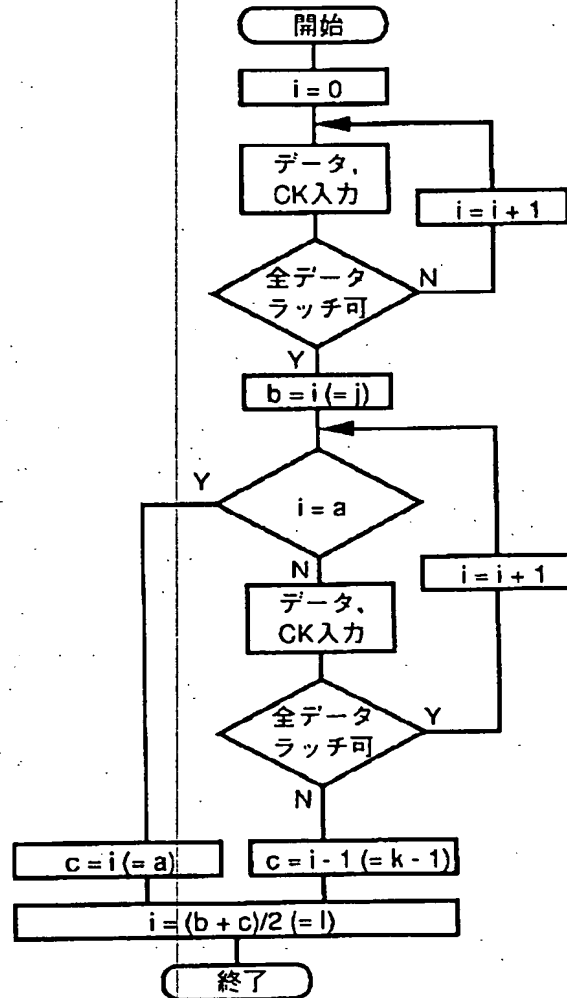 開始
i = 0
データ,
CK入力
i = i + 1
全データ
ラッチ可
N
Y
b = i (= j)
Y
i = a
N
i = i + 1
データ,
CK入力
全データ
ラッチ可
Y
N
c = i (= a)
c = i - 1 (= k - 1)
i = (b + c)/2 (= l)
終了